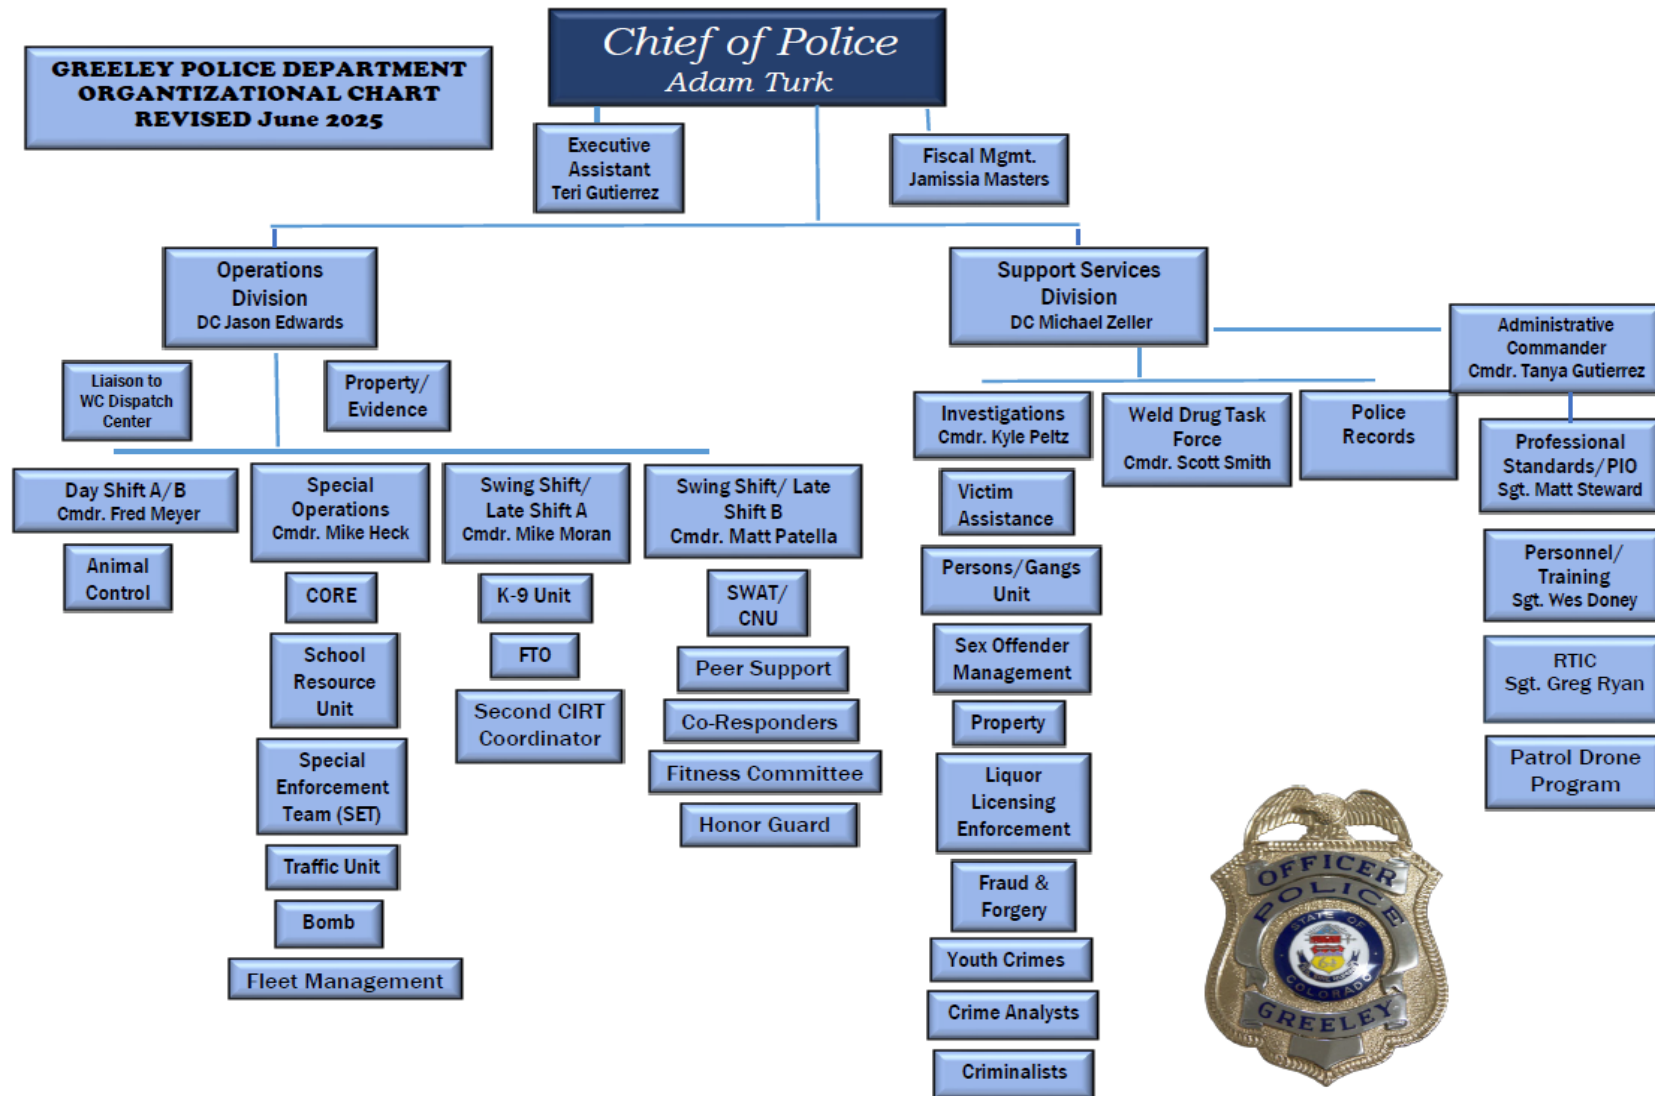 GREELEY POLICE DEPARTMENT
ORGANTIZATIONAL CHART
REVISED June 2025
Chief of Police
Adam Turk
Executive
Assistant
Teri Gutierrez
Fiscal Mgmt.
Jamissia Masters
Operations
Division
DC Jason Edwards
Support Services
Division
DC Michael Zeller
Administrative
Commander
Cmdr. Tanya Gutierrez
Liaison to
WC Dispatch
Center
Property/
Evidence
Day Shift A/B
Cmdr. Fred Meyer
Animal
Control
Special
Operations
Cmdr. Mike Heck
CORE
School
Resource
Unit
Special
Enforcement
Team (SET)
Traffic Unit
Bomb
Fleet Management
Swing Shift/
Late Shift A
Cmdr. Mike Moran
K-9 Unit
FTO
Second CIRT
Coordinator
Swing Shift/ Late
Shift B
Cmdr. Matt Patella
SWAT/
CNU
Peer Support
Co-Responders
Fitness Committee
Honor Guard
Investigations
Cmdr. Kyle Peltz
Victim
Assistance
Persons/Gangs
Unit
Sex Offender
Management
Property
Liquor
Licensing
Enforcement
Fraud &
Forgery
Youth Crimes
Crime Analysts
Criminalists
Weld Drug Task
Force
Cmdr. Scott Smith
Police
Records
Professional
Standards/PIO
Sgt. Matt Steward
Personnel/
Training
Sgt. Wes Doney
RTIC
Sgt. Greg Ryan
Patrol Drone
Program
OFFICER
POLICE
STATE OF
COLORADO
GREELEY